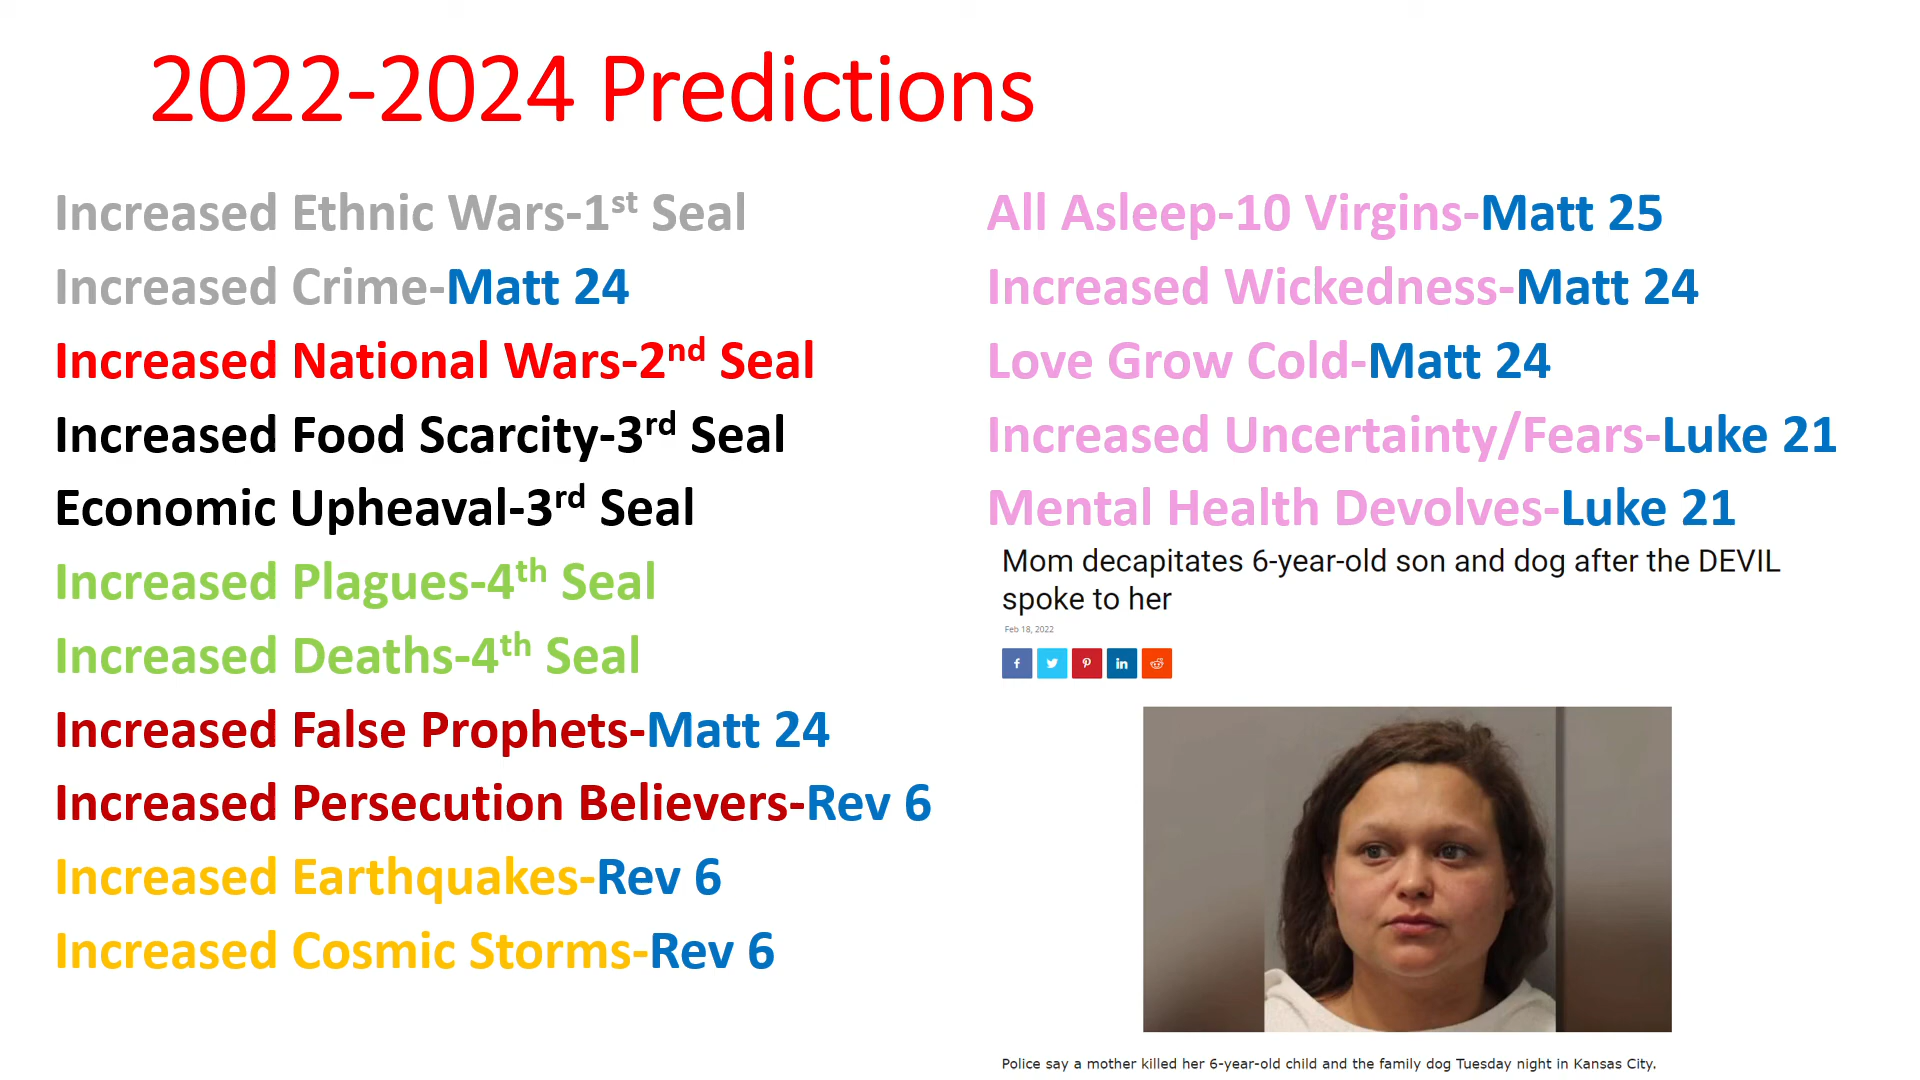 2022-2024 Predictions
Increased Ethnic Wars-1st Seal
Increased Crime-Matt 24
Increased National Wars-2nd Seal
Increased Food Scarcity-3rd Seal
Economic Upheaval-3rd Seal
Increased Plagues-4th Seal
Increased Deaths-4th Seal
Increased False Prophets-Matt 24
Increased Persecution Believers-Rev 6
Increased Earthquakes-Rev 6
Increased Cosmic Storms-Rev 6
All Asleep-10 Virgins-Matt 25
Increased Wickedness-Matt 24
Love Grow Cold-Matt 24
Increased Uncertainty/Fears-Luke 21
Mental Health Devolves-Luke 21
Mom decapitates 6-year-old son and dog after the DEVIL
spoke to her
Feb 18, 2022
Police say a mother killed her 6-year-old child and the family dog Tuesday night in Kansas City.